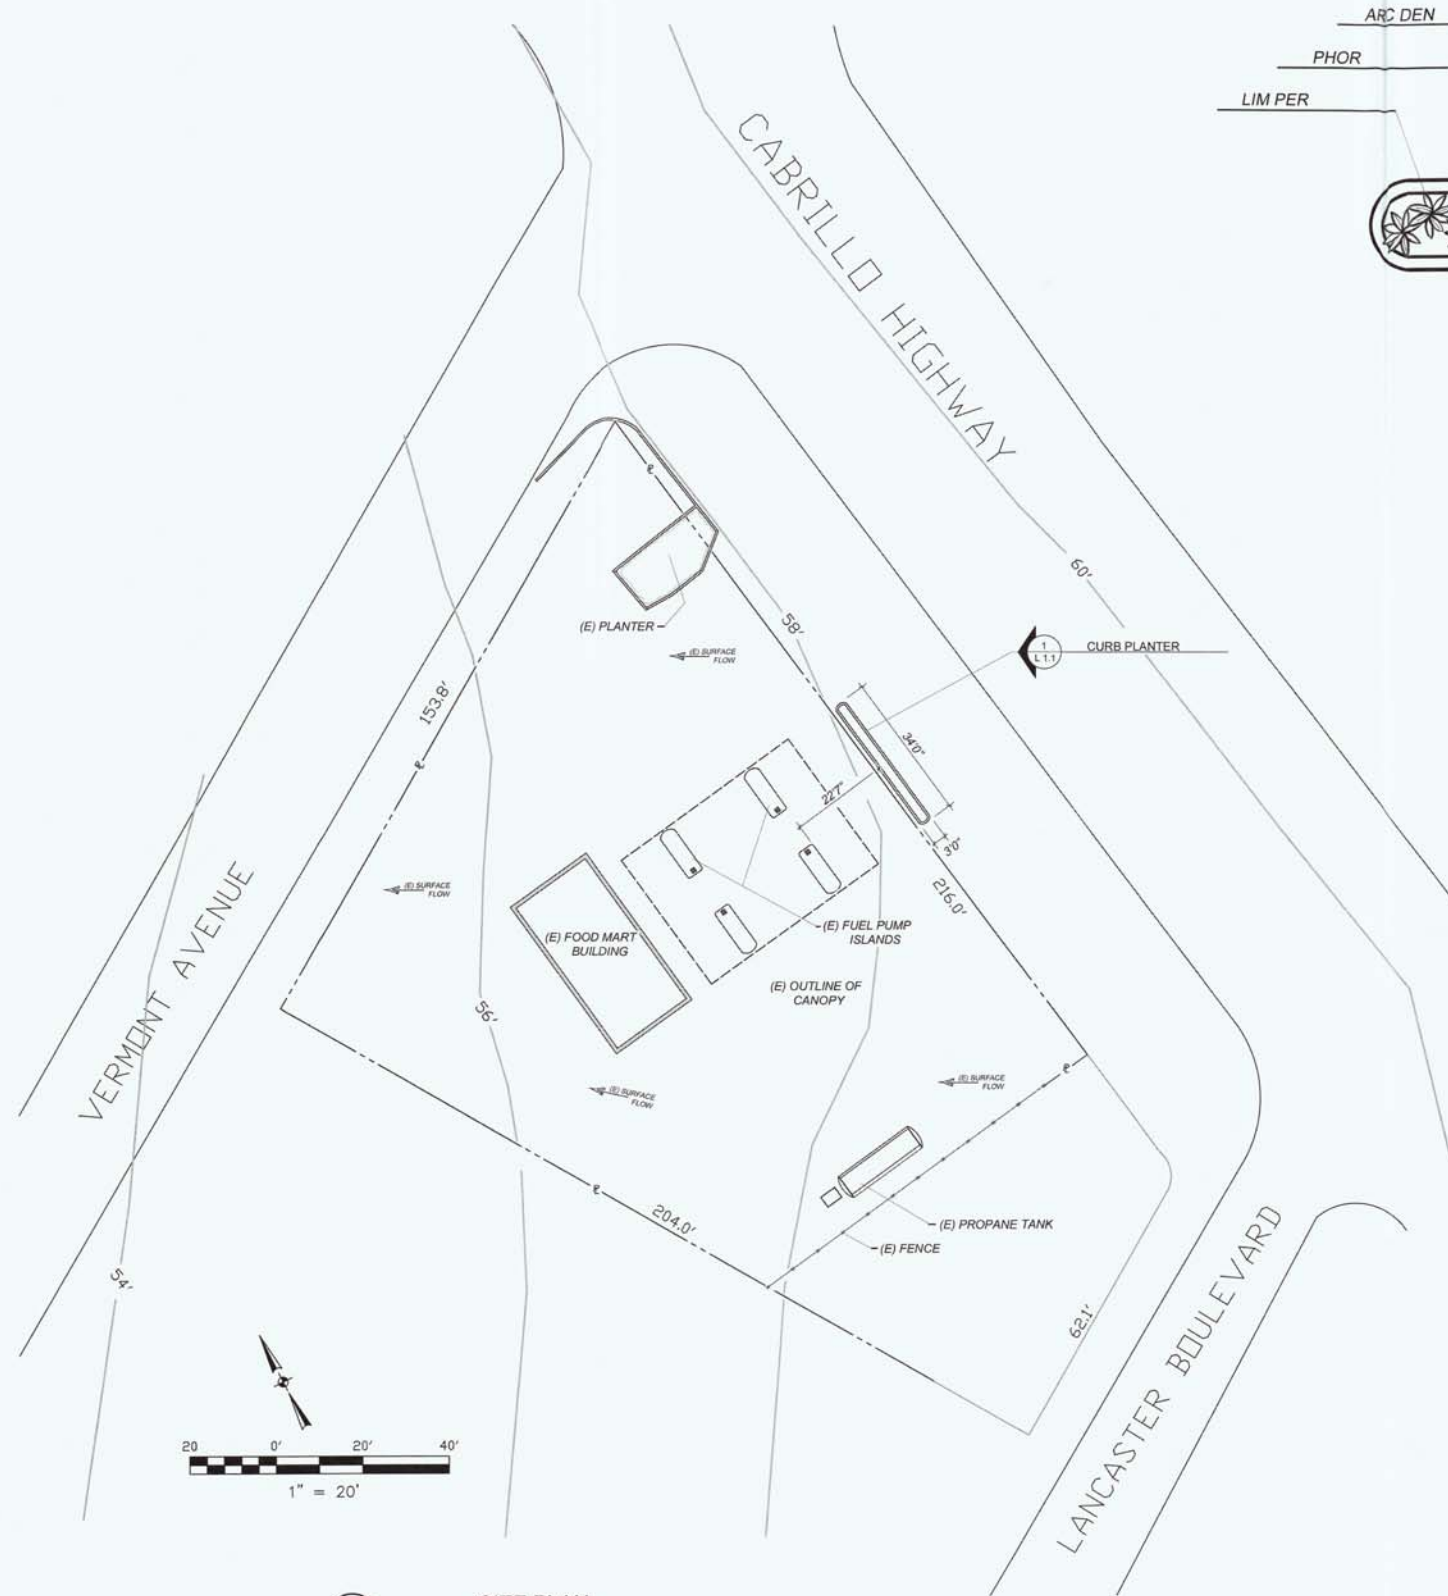 ARC DEN
PHOR
LIM PER
CABRILLO HIGHWAY
60'
58'
(E) PLANTER
(E) SURFACE
FLOW
1
L 1.1
CURB PLANTER
153.8'
34'0"
22'7"
3'0"
216.0'
(E) SURFACE
FLOW
(E) FOOD MART
BUILDING
(E) FUEL PUMP
ISLANDS
(E) OUTLINE OF
CANOPY
VERMONT AVENUE
56'
(E) SURFACE
FLOW
(E) SURFACE
FLOW
204.0'
(E) PROPANE TANK
(E) FENCE
54'
62.1'
LANCASTER BOULEVARD
20 0' 20' 40'
1" = 20'